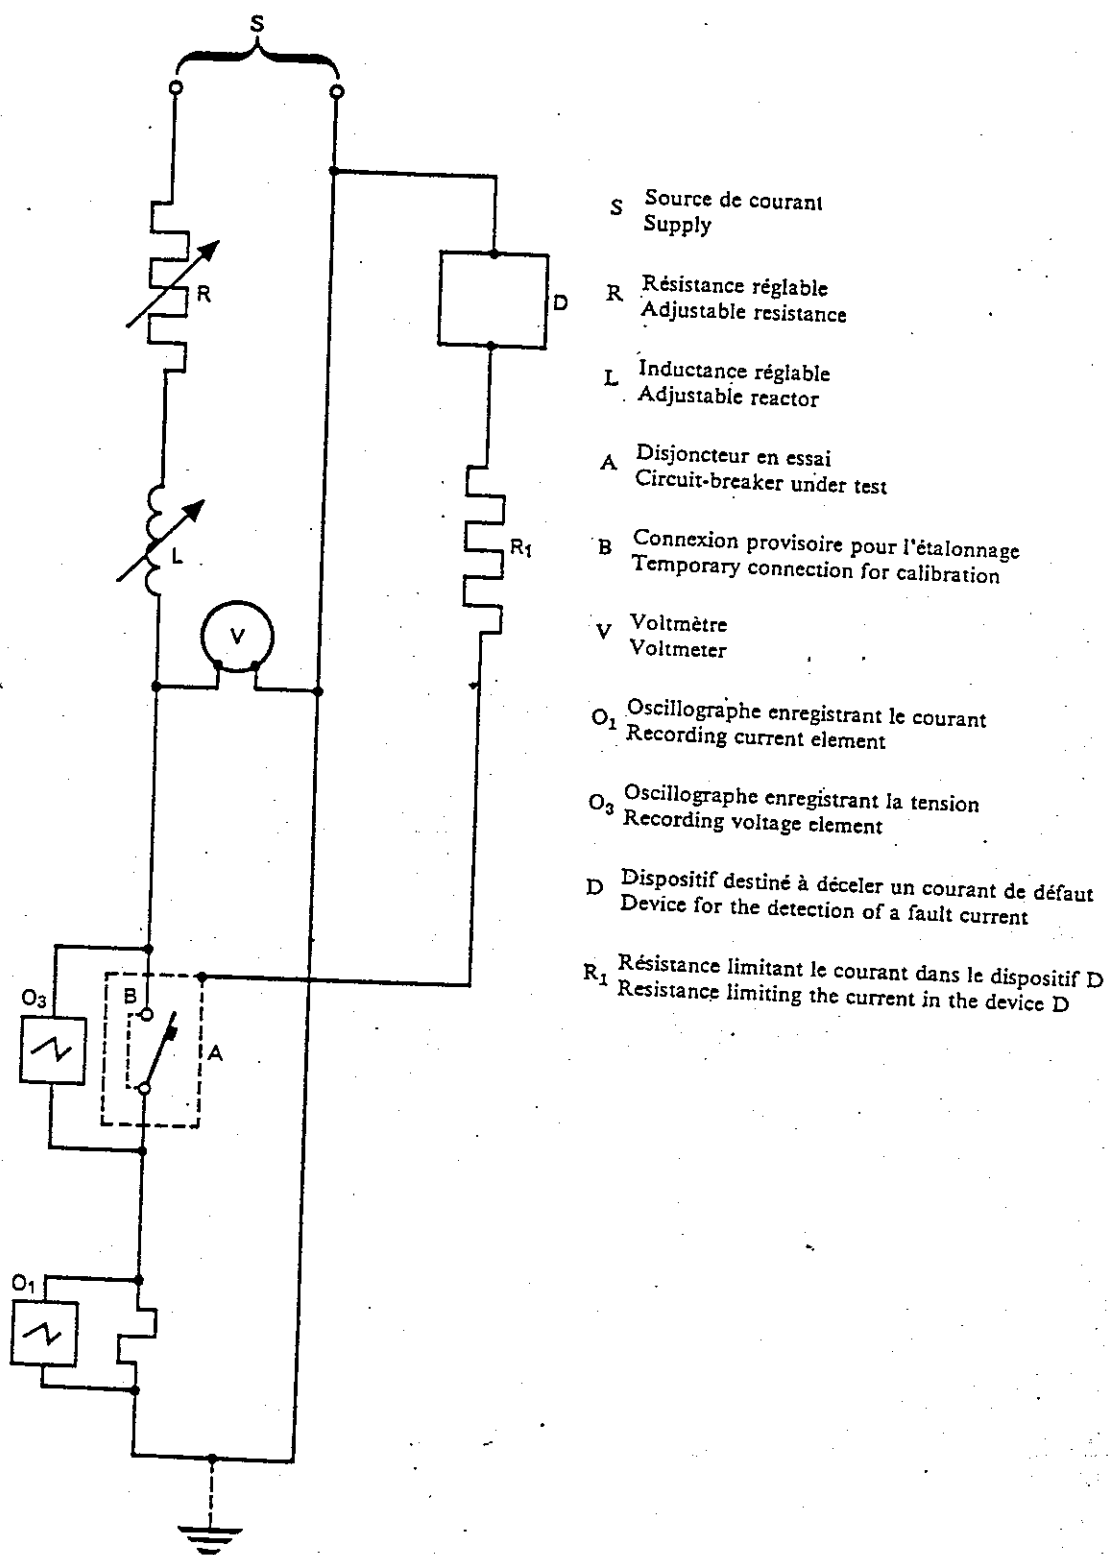 S
R
D
L
R1
V
O3
B
A
O1
S Source de courant
Supply
R Résistance réglable
Adjustable resistance
L Inductance réglable
Adjustable reactor
A Disjoncteur en essai
Circuit-breaker under test
B Connexion provisoire pour l'étalonnage
Temporary connection for calibration
V Voltmètre
Voltmeter
O1 Oscillographe enregistrant le courant
Recording current element
O3 Oscillographe enregistrant la tension
Recording voltage element
D Dispositif destiné à déceler un courant de défaut
Device for the detection of a fault current
R1 Résistance limitant le courant dans le dispositif D
Resistance limiting the current in the device D